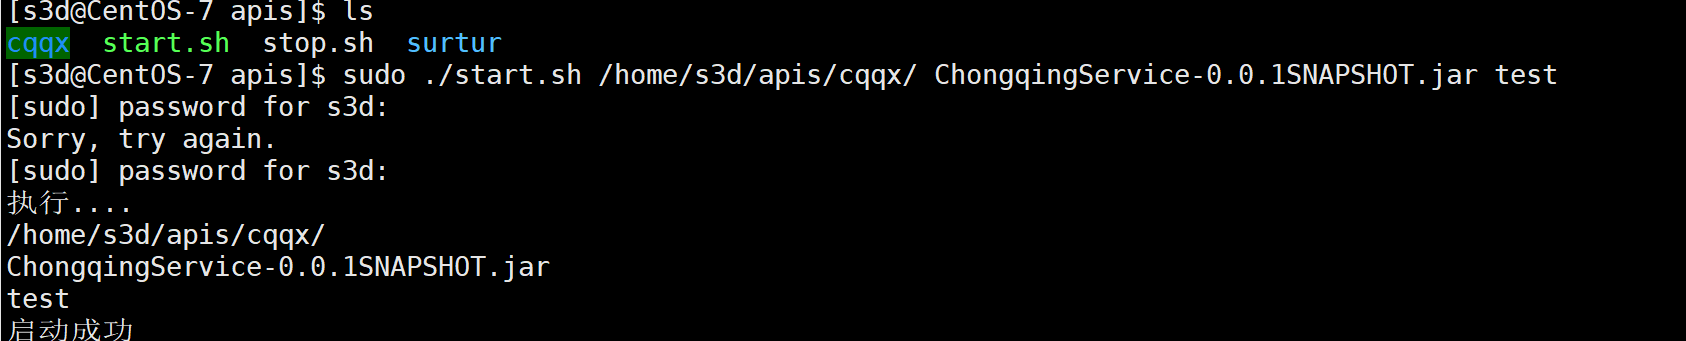 [s3d@CentOS-7 apis]$ ls
cqqx  start.sh  stop.sh  surtur
[s3d@CentOS-7 apis]$ sudo ./start.sh /home/s3d/apis/cqqx/ ChongqingService-0.0.1SNAPSHOT.jar test
[sudo] password for s3d:
Sorry, try again.
[sudo] password for s3d:
执行....
/home/s3d/apis/cqqx/
ChongqingService-0.0.1SNAPSHOT.jar
test
启动成功